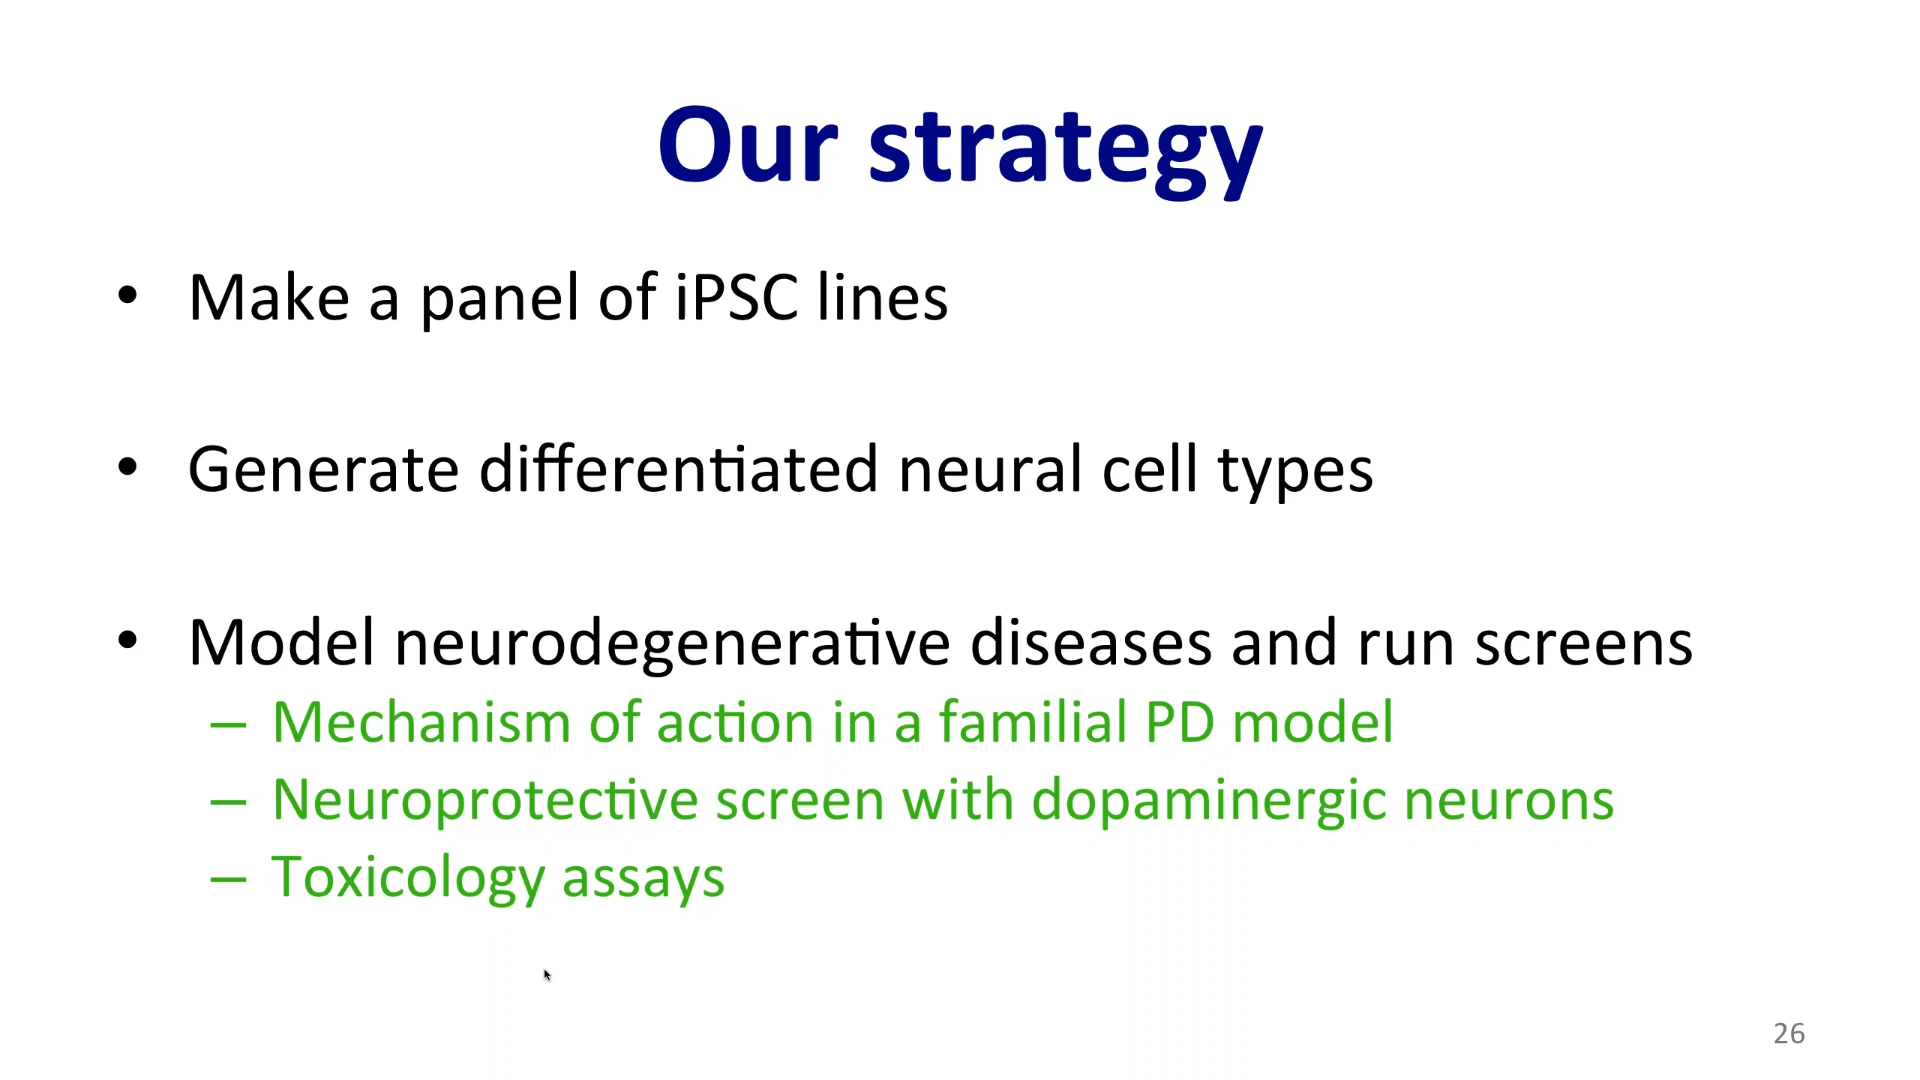 Our strategy
• Make a panel of iPSC lines
• Generate differentiated neural cell types
• Model neurodegenerative diseases and run screens
– Mechanism of action in a familial PD model
– Neuroprotective screen with dopaminergic neurons
– Toxicology assays
26